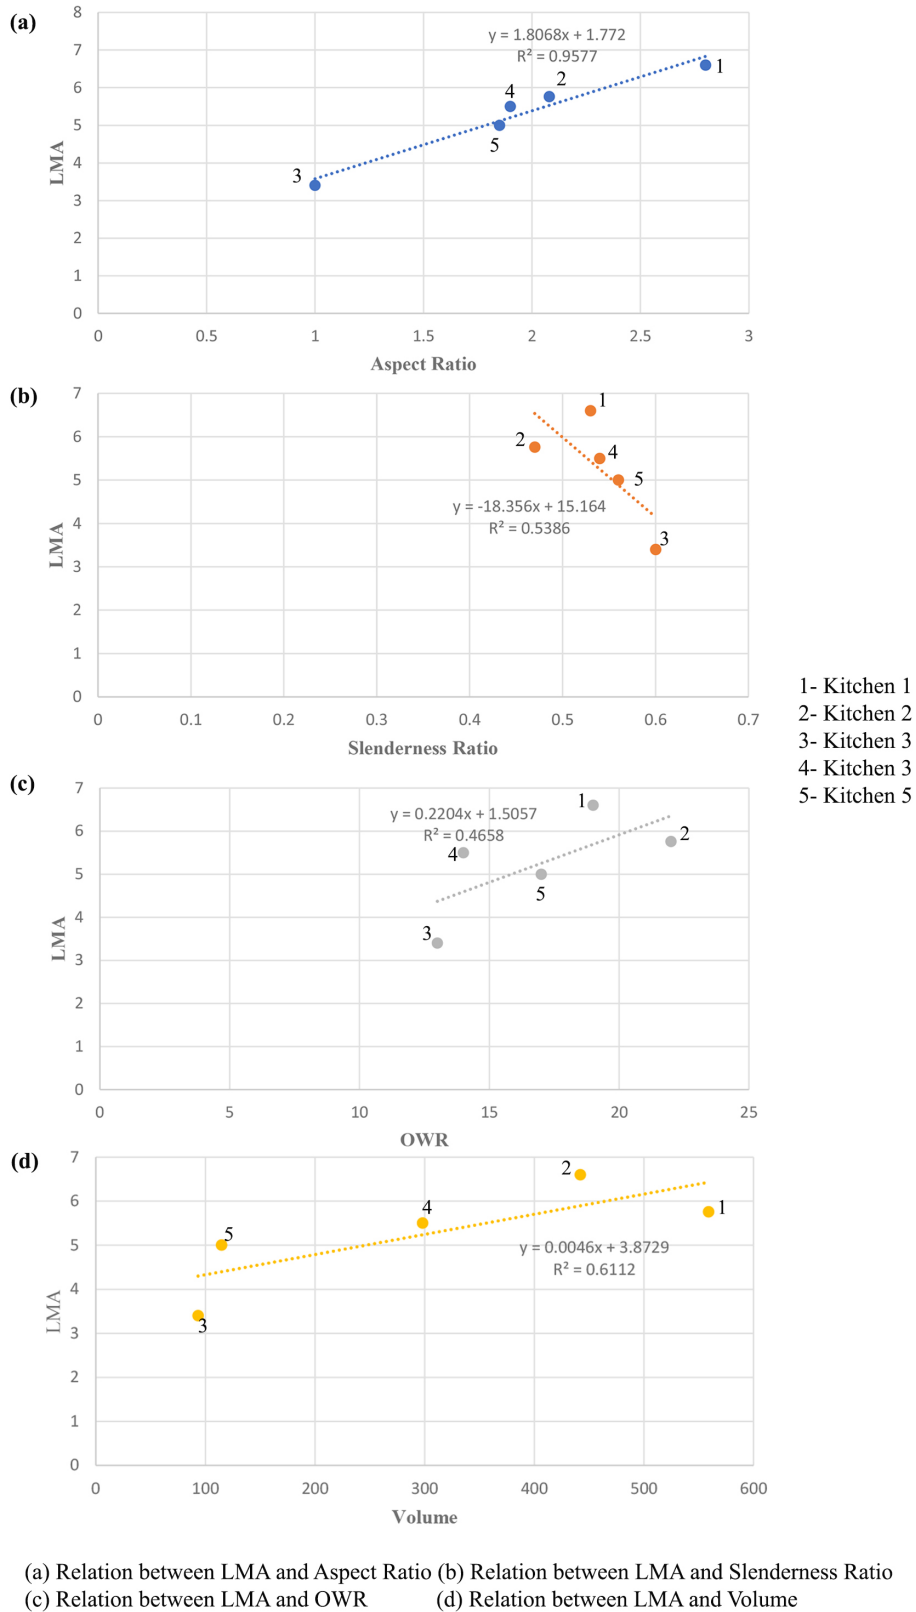 (a)
8
7
6
5
4
3
2
1
0
LMA
y = 1.8068x + 1.772
R² = 0.9577
1
2
4
5
3
0 0.5 1 1.5 2 2.5 3
Aspect Ratio
(b)
7
6
5
4
3
2
1
0
LMA
1
2
4
5
y = -18.356x + 15.164
R² = 0.5386
3
0 0.1 0.2 0.3 0.4 0.5 0.6 0.7
Slenderness Ratio
1- Kitchen 1
2- Kitchen 2
3- Kitchen 3
4- Kitchen 3
5- Kitchen 5
(c)
7
6
5
4
3
2
1
0
LMA
y = 0.2204x + 1.5057
R² = 0.4658
1
2
4
5
3
0 5 10 15 20 25
OWR
(d)
7
6
5
4
3
2
1
0
LMA
2
4
1
5
y = 0.0046x + 3.8729
R² = 0.6112
3
0 100 200 300 400 500 600
Volume
(a) Relation between LMA and Aspect Ratio (b) Relation between LMA and Slenderness Ratio
(c) Relation between LMA and OWR (d) Relation between LMA and Volume